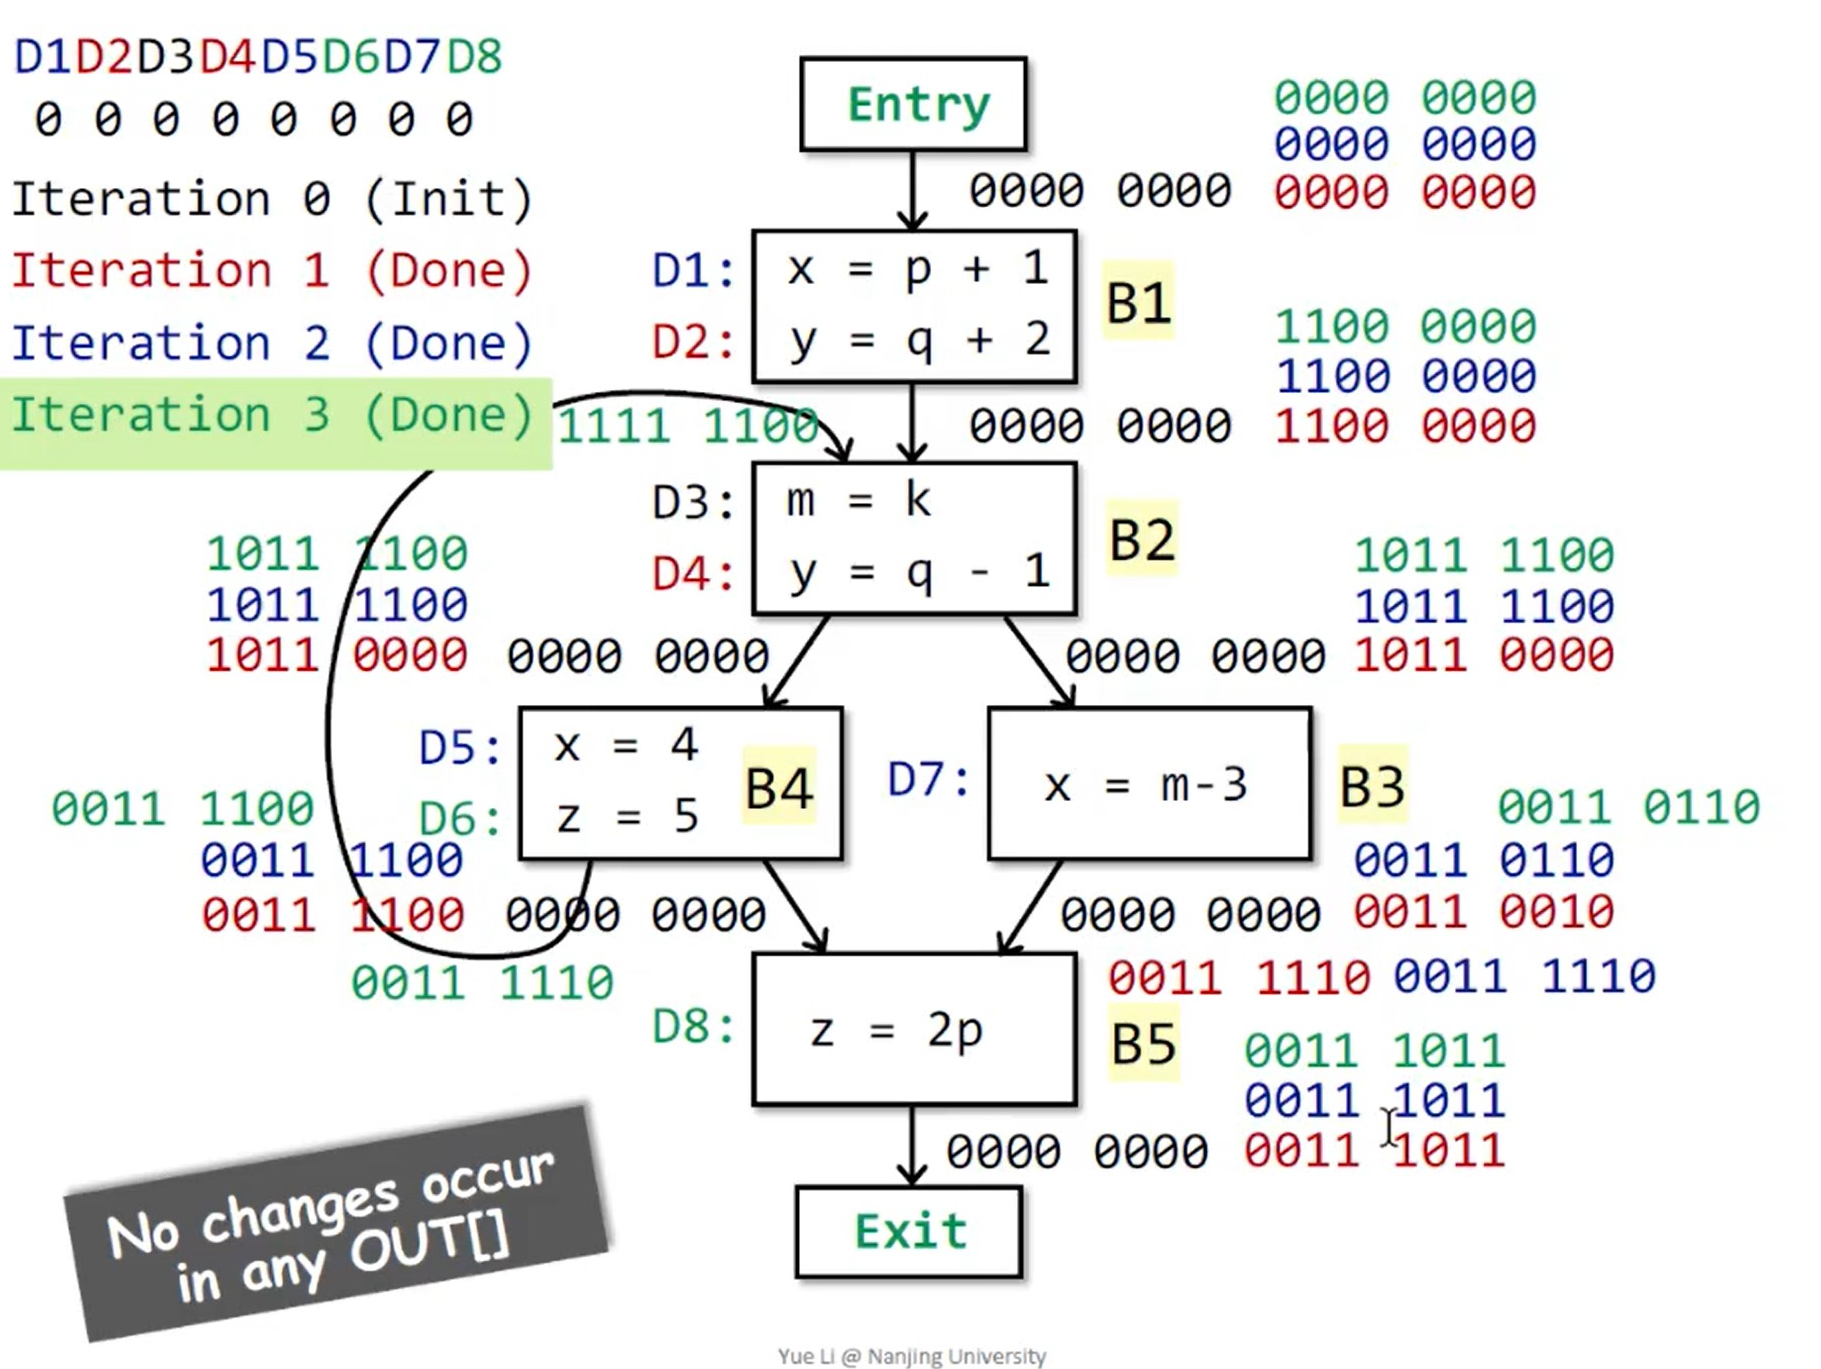 D1D2D3D4D5D6D7D8
0 0 0 0 0 0 0 0
Iteration 0 (Init)
Iteration 1 (Done)
Iteration 2 (Done)
Iteration 3 (Done)
Entry
0000 0000
0000 0000
0000 0000 0000 0000
D1: x = p + 1
D2: y = q + 2
B1
1100 0000
1100 0000
1111 1100 0000 0000 1100 0000
D3: m = k
D4: y = q - 1
B2
1011 1100
1011 1100
1011 0000 0000 0000
1011 1100
1011 1100
0000 0000 1011 0000
D5: x = 4
D6: z = 5
B4
D7: x = m-3
B3
0011 1100
0011 1100
0011 1100 0000 0000
0011 0110
0011 0110
0000 0000 0011 0010
0011 1110
0011 1110 0011 1110
D8: z = 2p
B5
0011 1011
0011 1011
0000 0000 0011 1011
Exit
No changes occur
in any OUT[]
Yue Li @ Nanjing University